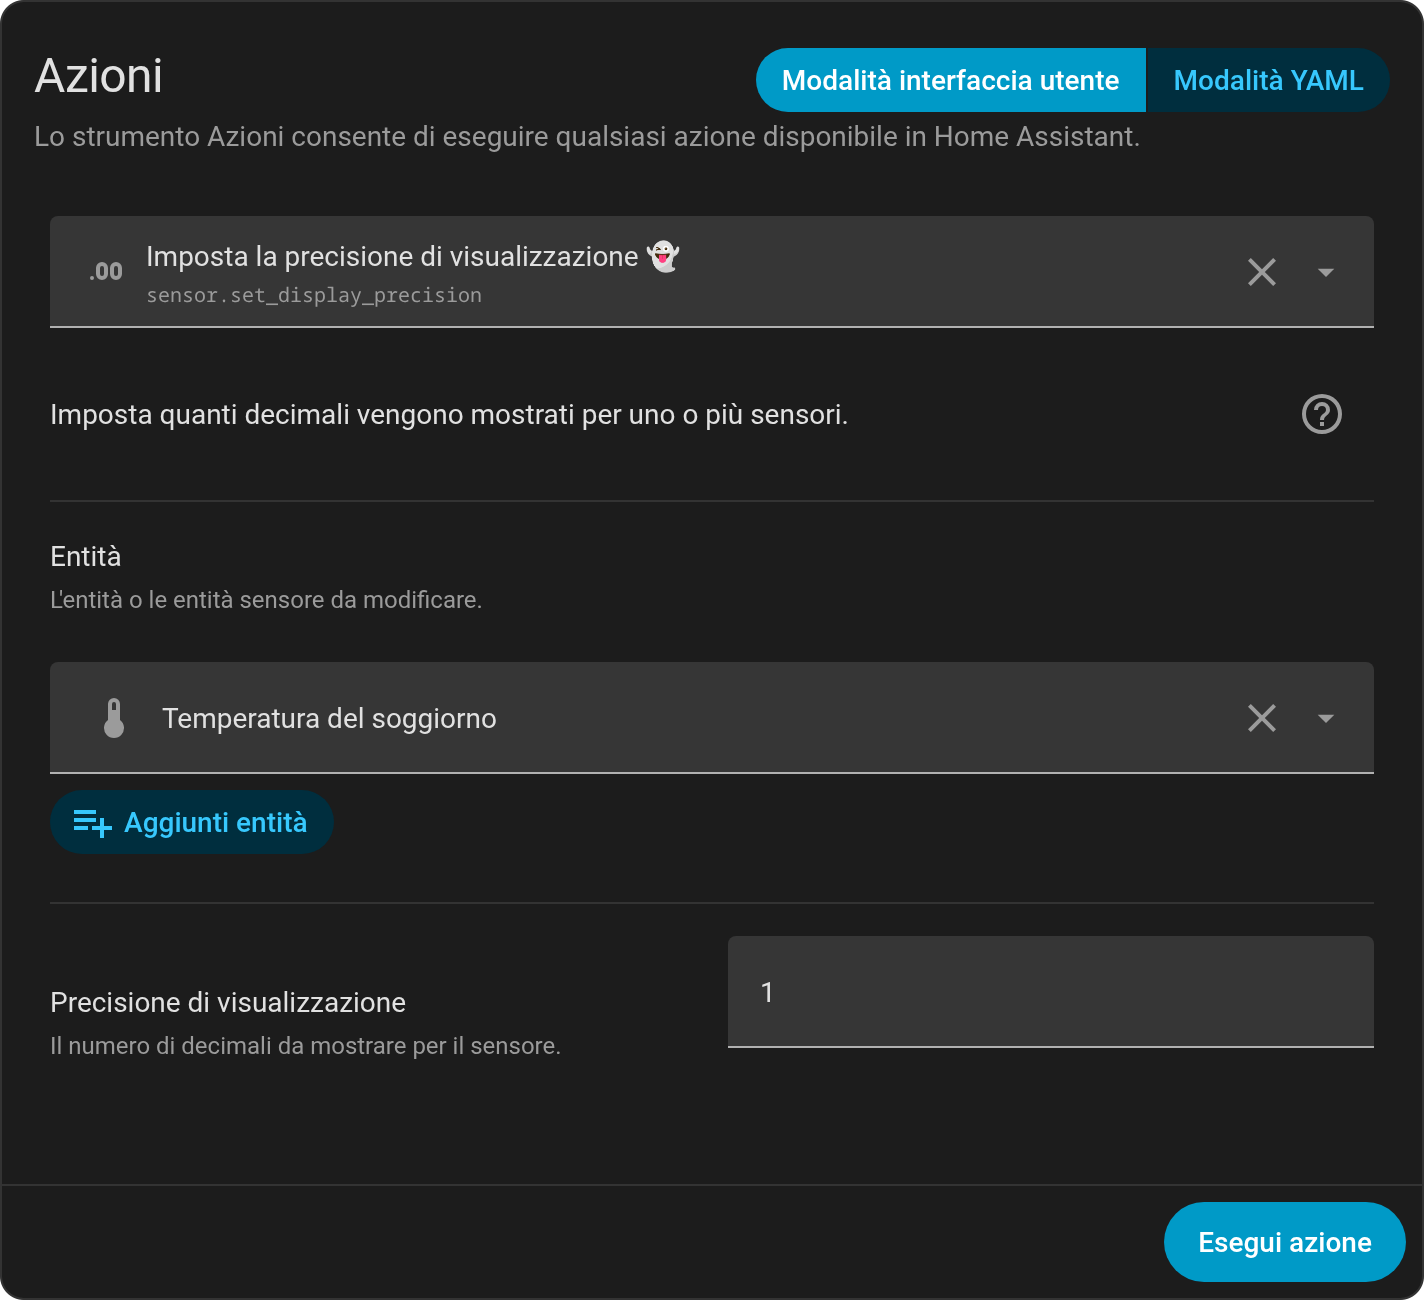 Azioni
Modalità interfaccia utente
Modalità YAML
Lo strumento Azioni consente di eseguire qualsiasi azione disponibile in Home Assistant.
.00
Imposta la precisione di visualizzazione 👻
sensor.set_display_precision
Imposta quanti decimali vengono mostrati per uno o più sensori.
Entità
L'entità o le entità sensore da modificare.
Temperatura del soggiorno
Aggiunti entità
Precisione di visualizzazione
Il numero di decimali da mostrare per il sensore.
1
Esegui azione